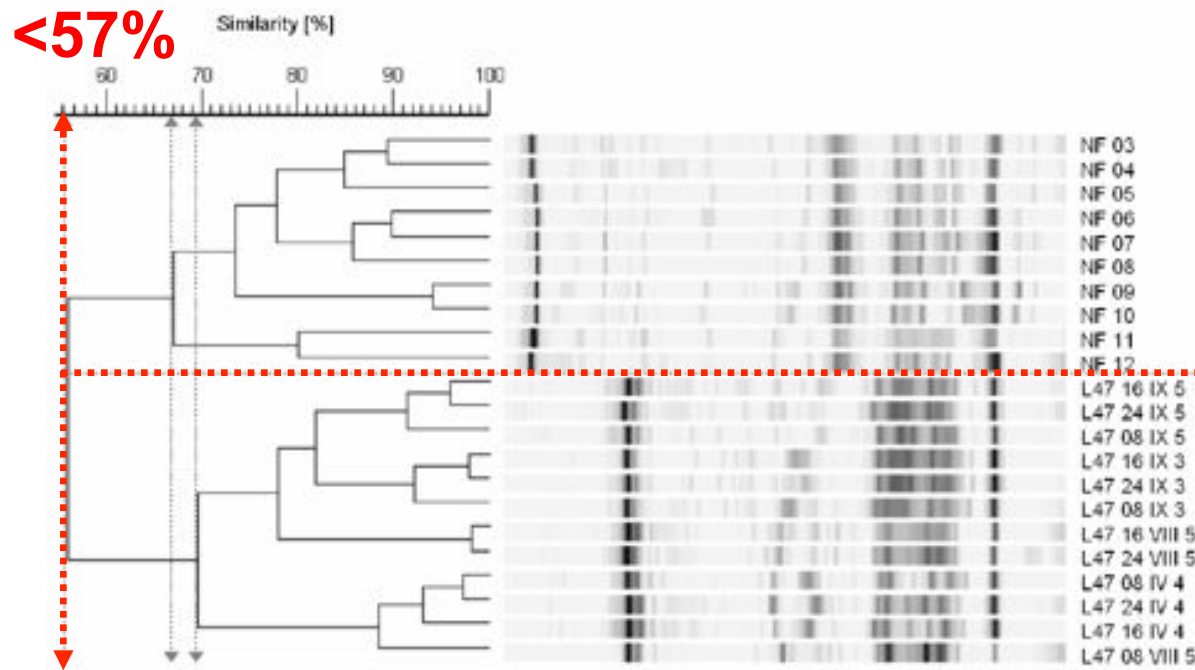 <57%
Similarity [%]
60 70 80 90 100
NF 03
NF 04
NF 05
NF 06
NF 07
NF 08
NF 09
NF 10
NF 11
NF 12
L47 16 IX 5
L47 24 IX 5
L47 08 IX 5
L47 16 IX 3
L47 24 IX 3
L47 08 IX 3
L47 16 VIII 5
L47 24 VIII 5
L47 08 IV 4
L47 24 IV 4
L47 16 IV 4
L47 08 VIII 5